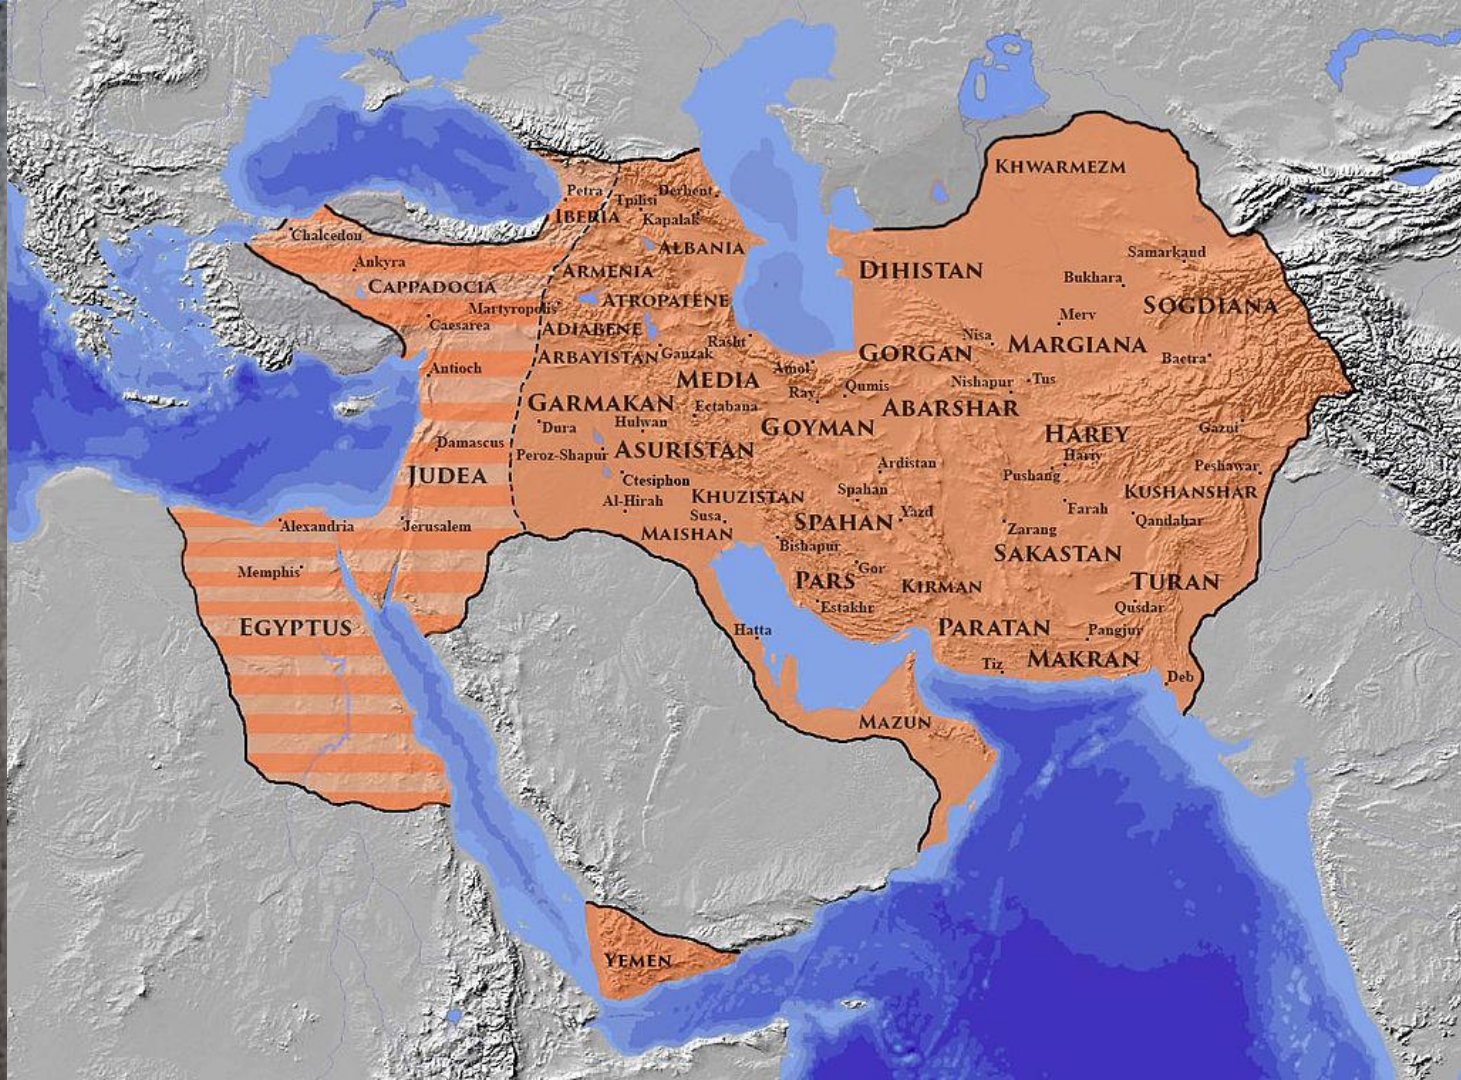 KHWARMEZM
Petra
Derbent
Tpilisi
IBERIA
Kapalak
Chalcedon
ALBANIA
Samarkand
Ankyra
ARMENIA
DIHISTAN
Bukhara
CAPPADOCIA
ATROPATENE
SOGDIANA
Martyropolis
Merv
Caesarea
ADIABENE
Rasht
Nisa
MARGIANA
ARBAYISTAN
Ganzak
GORGAN
Bactra
Antioch
Amol
MEDIA
Qumis
Nishapur
Tus
Ray
GARMAKAN
Ectabana
ABARSHAR
Dura
Hulwan
GOYMAN
HAREY
Gazni
Damascus
Peroz-Shapur
ASURISTAN
Harry
JUDEA
Ardistan
Pushang
Peshawar
Ctesiphon
Al-Hirah
KHUZISTAN
Spahan
KUSHANSHAR
Susa
Yazd
Farah
Alexandria
Jerusalem
MAISHAN
SPAHAN
Zarang
Qandahar
Bishapur
SAKASTAN
Memphis
Gor
PARS
KIRMAN
TURAN
Estakhr
Qusdar
EGYPTUS
Hatta
PARATAN
Pangjur
Tiz
MAKRAN
Deb
MAZUN
YEMEN